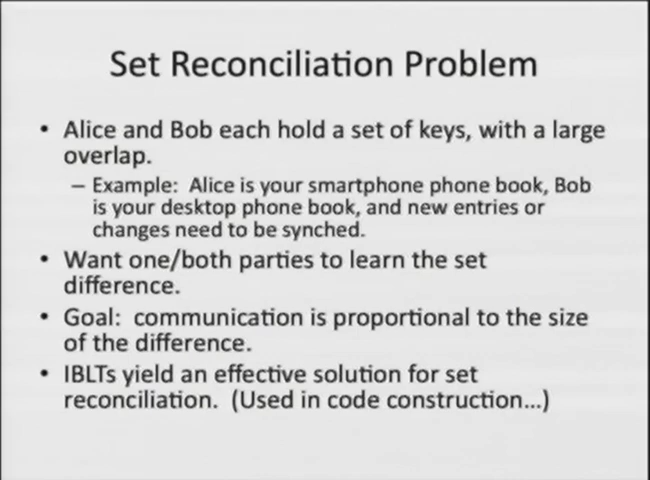 Set Reconciliation Problem
• Alice and Bob each hold a set of keys, with a large
overlap.
– Example: Alice is your smartphone phone book, Bob
is your desktop phone book, and new entries or
changes need to be synched.
• Want one/both parties to learn the set
difference.
• Goal: communication is proportional to the size
of the difference.
• IBLTs yield an effective solution for set
reconciliation. (Used in code construction...)